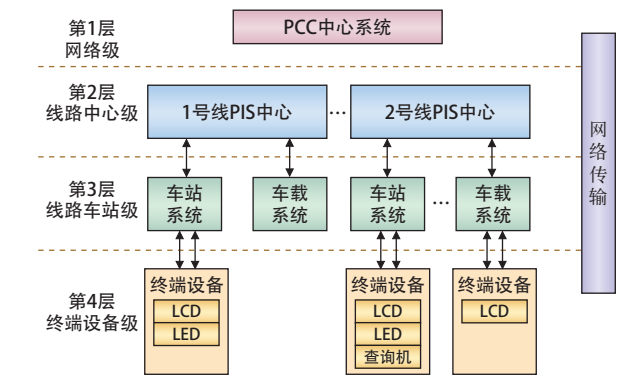 第1层
网络级
PCC中心系统
第2层
线路中心级
1号线PIS中心
...
2号线PIS中心
网络传输
第3层
线路车站级
车站
系统
车载
系统
车站
系统
...
车载
系统
第4层
终端设备级
终端设备
LCD
LED
终端设备
LCD
LED
查询机
终端设备
LCD